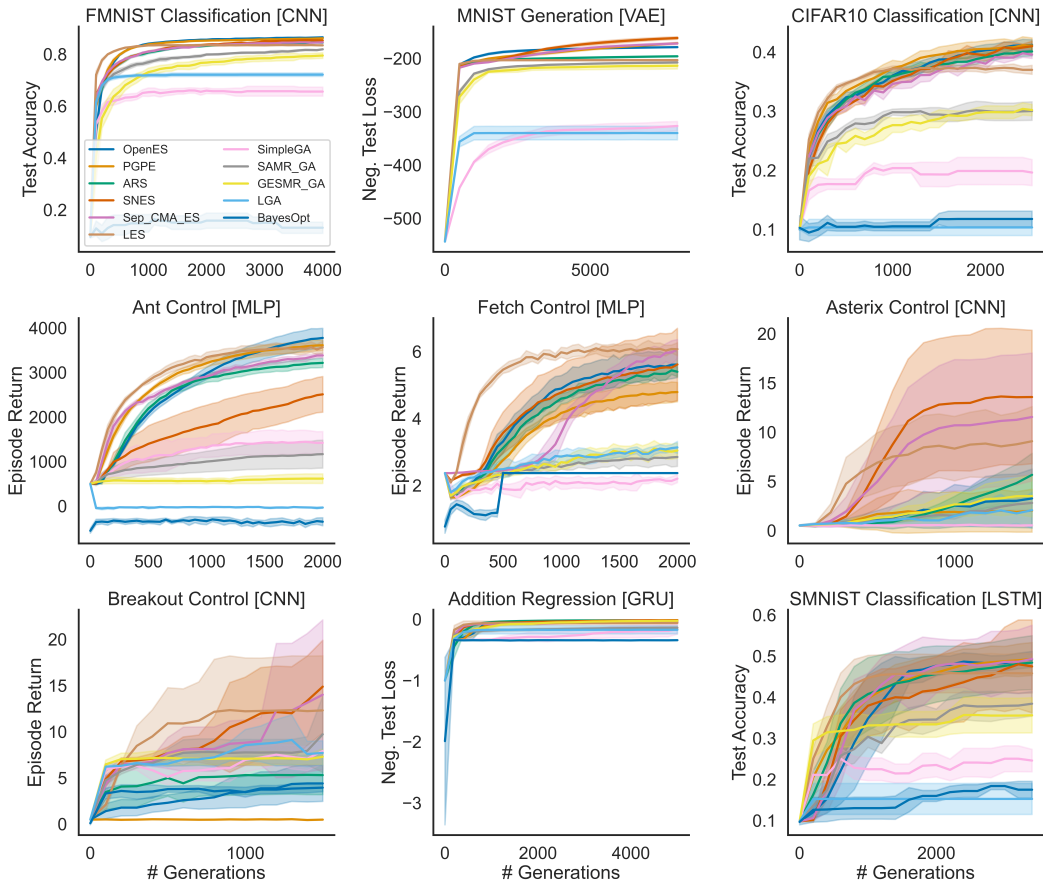 FMNIST Classification [CNN]
MNIST Generation [VAE]
CIFAR10 Classification [CNN]
Test Accuracy
0.8
0.6
0.4
0.2
0 1000 2000 3000 4000
OpenES
PGPE
ARS
SNES
Sep_CMA_ES
LES
SimpleGA
SAMR_GA
GESMR_GA
LGA
BayesOpt
Neg. Test Loss
−200
−300
−400
−500
0 5000
Test Accuracy
0.4
0.3
0.2
0.1
0 2000
Ant Control [MLP]
Fetch Control [MLP]
Asterix Control [CNN]
Episode Return
4000
3000
2000
1000
0
0 500 1000 1500 2000
Episode Return
6
4
2
0 500 1000 1500 2000
Episode Return
20
15
10
5
0
0 1000
Breakout Control [CNN]
Addition Regression [GRU]
SMNIST Classification [LSTM]
Episode Return
20
15
10
5
0
0 1000
# Generations
Neg. Test Loss
0
−1
−2
−3
0 2000 4000
# Generations
Test Accuracy
0.6
0.5
0.4
0.3
0.2
0.1
0 2000
# Generations